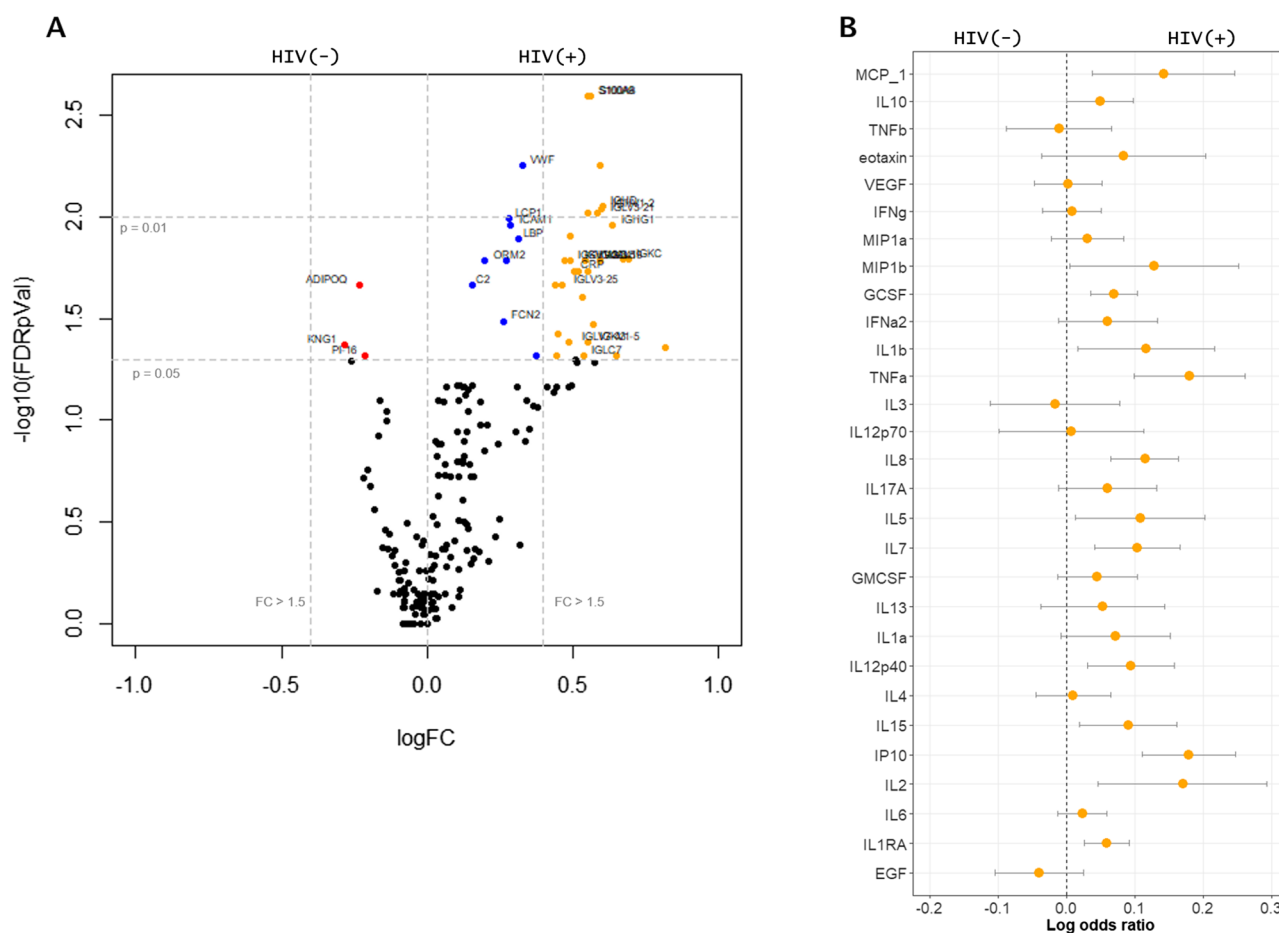 A
HIV(-)
HIV(+)
-log10(FDRpVal)
2.5
2.0
1.5
1.0
0.5
0.0
VWF
IGLV3-21
LCP1
ICAM1
IGHG1
p = 0.01
LBP
ORM2
IGKC
CRP
ADIPOQ
C2
IGLV3-25
FCN2
KNG1
PI16
IGLC7
p = 0.05
FC > 1.5
FC > 1.5
-1.0
-0.5
0.0
0.5
1.0
logFC
B
HIV(-)
HIV(+)
MCP_1
IL10
TNFb
eotaxin
VEGF
IFNg
MIP1a
MIP1b
GCSF
IFNa2
IL1b
TNFa
IL3
IL12p70
IL8
IL17A
IL5
IL7
GMCSF
IL13
IL1a
IL12p40
IL4
IL15
IP10
IL2
IL6
IL1RA
EGF
-0.2
-0.1
0.0
0.1
0.2
0.3
Log odds ratio